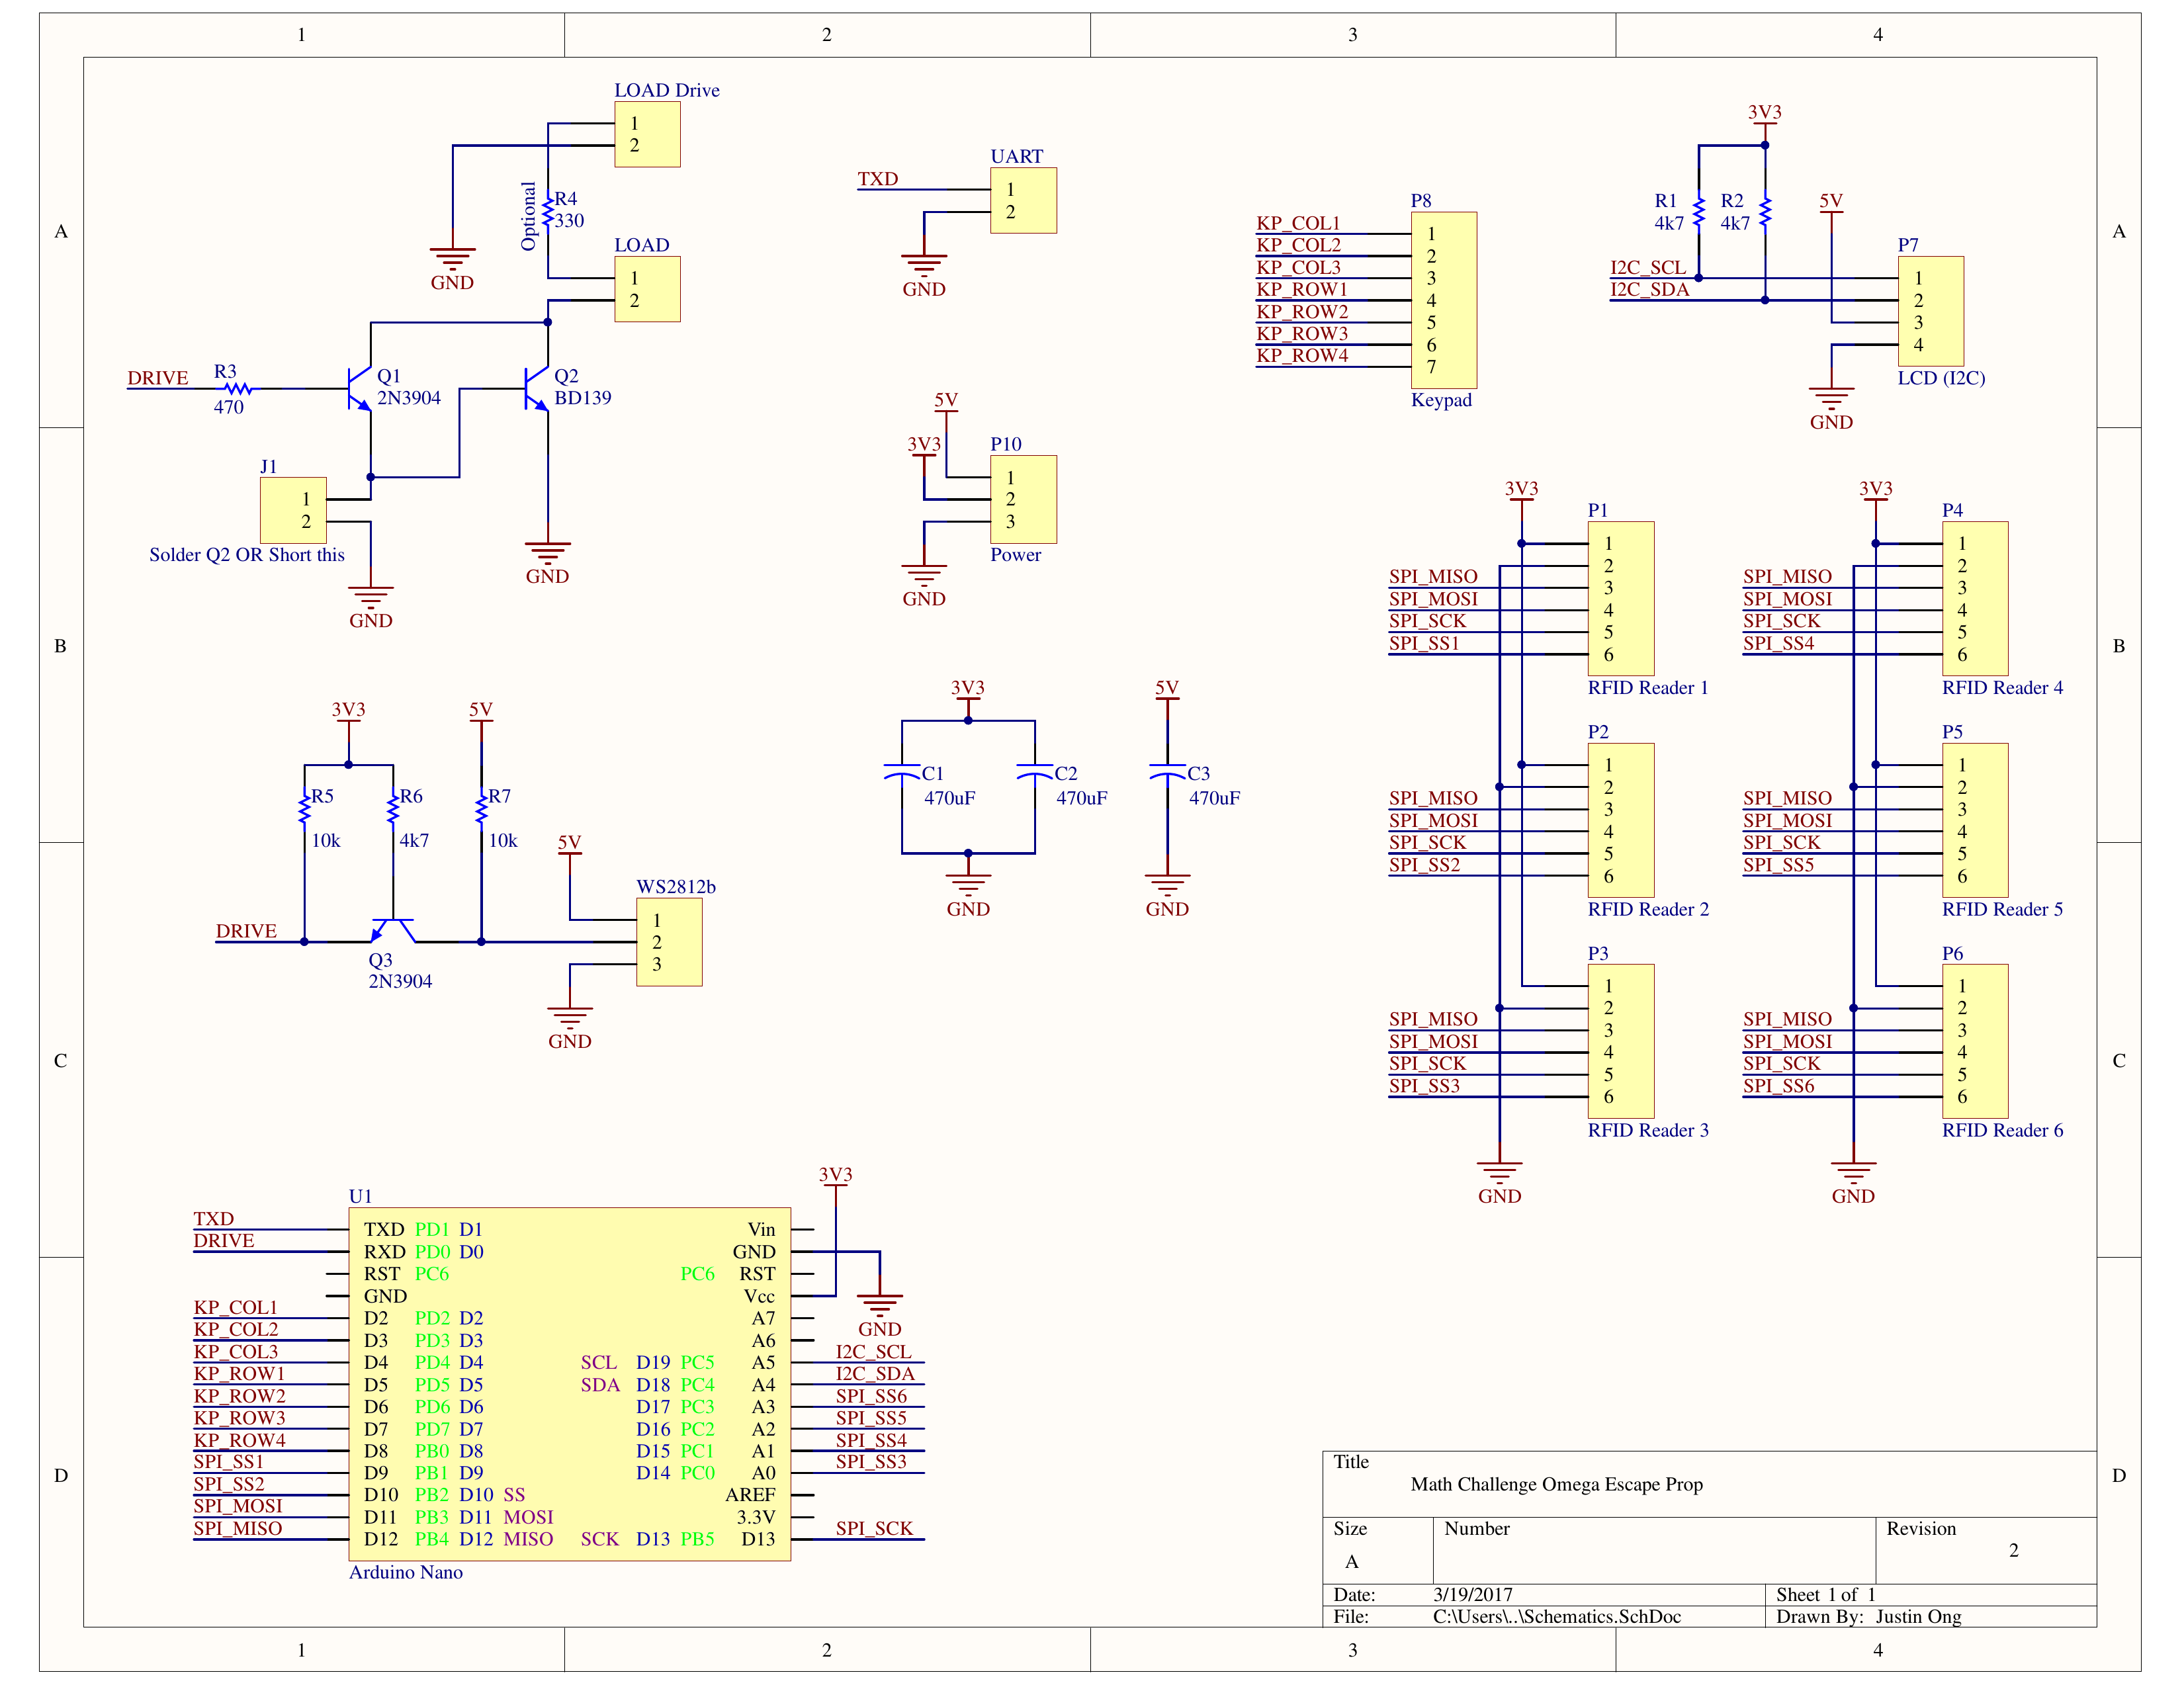 1 2 3 4
A
B
C
D
A
B
C
D
LOAD Drive
1
2
Optional
R4
330
GND
LOAD
1
2
DRIVE
R3
470
Q1
2N3904
Q2
BD139
J1
1
2
Solder Q2 OR Short this
GND
GND
UART
TXD
1
2
GND
5V
3V3
P10
1
2
3
Power
GND
P8
KP_COL1 1
KP_COL2 2
KP_COL3 3
KP_ROW1 4
KP_ROW2 5
KP_ROW3 6
KP_ROW4 7
Keypad
3V3
R1
4k7
R2
4k7
5V
P7
I2C_SCL 1
I2C_SDA 2
3
4
LCD (I2C)
GND
3V3
P1
1
2
SPI_MISO 3
SPI_MOSI 4
SPI_SCK 5
SPI_SS1 6
RFID Reader 1
P2
1
2
SPI_MISO 3
SPI_MOSI 4
SPI_SCK 5
SPI_SS2 6
RFID Reader 2
P3
1
2
SPI_MISO 3
SPI_MOSI 4
SPI_SCK 5
SPI_SS3 6
RFID Reader 3
GND
3V3
P4
1
2
SPI_MISO 3
SPI_MOSI 4
SPI_SCK 5
SPI_SS4 6
RFID Reader 4
P5
1
2
SPI_MISO 3
SPI_MOSI 4
SPI_SCK 5
SPI_SS5 6
RFID Reader 5
P6
1
2
SPI_MISO 3
SPI_MOSI 4
SPI_SCK 5
SPI_SS6 6
RFID Reader 6
GND
3V3 5V
R5
10k
R6
4k7
R7
10k
5V
WS2812b
1
2
3
DRIVE
Q3
2N3904
GND
3V3
C1
470uF
C2
470uF
GND
5V
C3
470uF
GND
3V3
U1
TXD TXD PD1 D1 Vin
DRIVE RXD PD0 D0 GND
RST PC6 PC6 RST
GND Vcc
GND
KP_COL1 D2 PD2 D2 A7
KP_COL2 D3 PD3 D3 A6
KP_COL3 D4 PD4 D4 SCL D19 PC5 A5 I2C_SCL
KP_ROW1 D5 PD5 D5 SDA D18 PC4 A4 I2C_SDA
KP_ROW2 D6 PD6 D6 D17 PC3 A3 SPI_SS6
KP_ROW3 D7 PD7 D7 D16 PC2 A2 SPI_SS5
KP_ROW4 D8 PB0 D8 D15 PC1 A1 SPI_SS4
SPI_SS1 D9 PB1 D9 D14 PC0 A0 SPI_SS3
SPI_SS2 D10 PB2 D10 SS AREF
SPI_MOSI D11 PB3 D11 MOSI 3.3V
SPI_MISO D12 PB4 D12 MISO SCK D13 PB5 D13 SPI_SCK
Arduino Nano
Title
Math Challenge Omega Escape Prop
Size Number Revision
A 2
Date: 3/19/2017 Sheet 1 of 1
File: C:\Users\..\Schematics.SchDoc Drawn By: Justin Ong
1 2 3 4